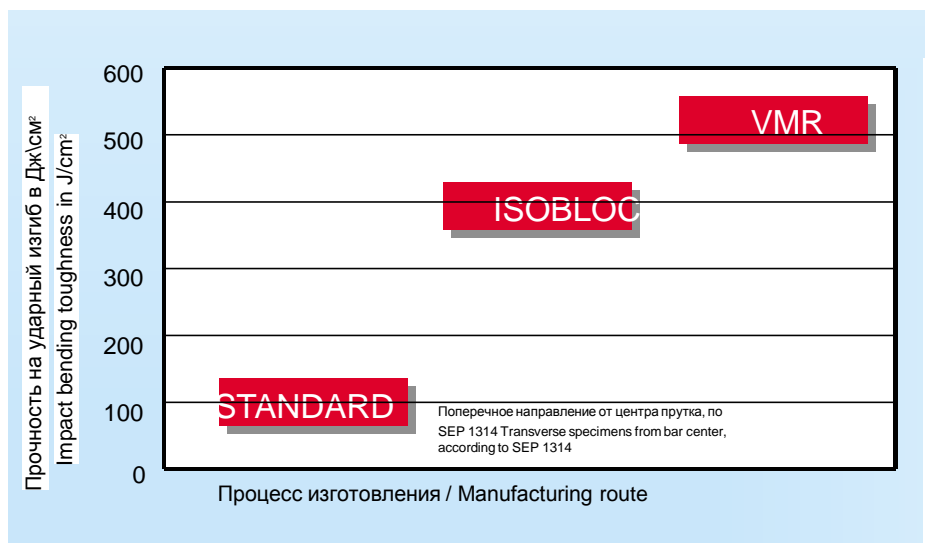 Прочность на ударный изгиб в Дж\см²
Impact bending toughness in J/cm²
600
500
400
300
200
100
0
VMR
ISOBLOC
STANDARD
Поперечное направление от центра прутка, по
SEP 1314 Transverse specimens from bar center,
according to SEP 1314
Процесс изготовления / Manufacturing route